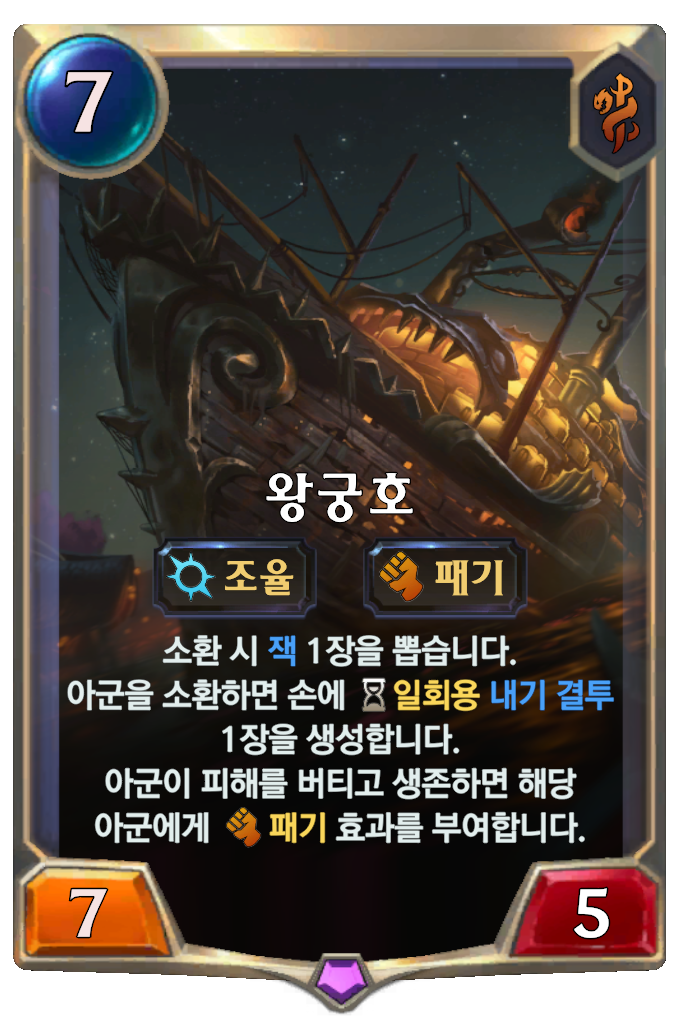 7
왕궁호
조율 패기
소환 시 잭 1장을 뽑습니다.
아군을 소환하면 손에 일회용 내기 결투
1장을 생성합니다.
아군이 피해를 버티고 생존하면 해당
아군에게 패기 효과를 부여합니다.
7 5